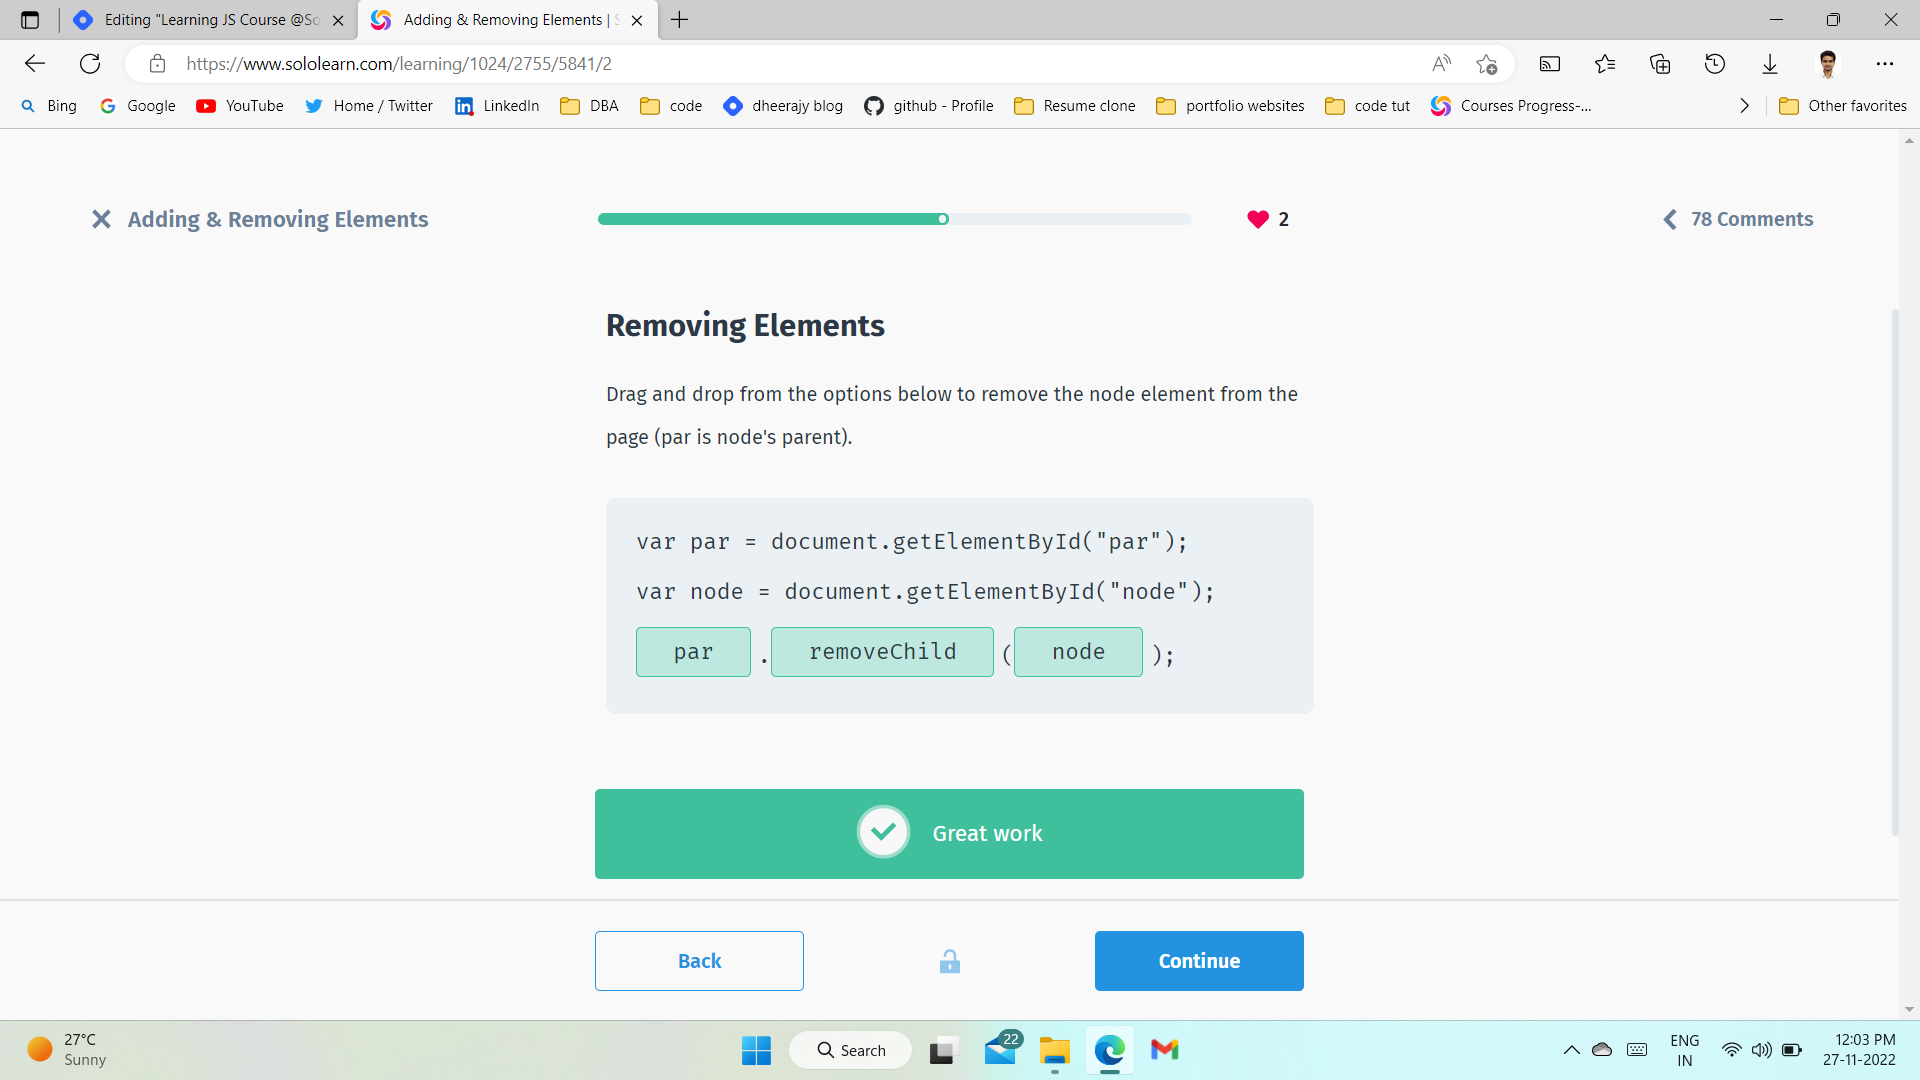 Editing "Learning JS Course @So
Adding & Removing Elements | S
https://www.sololearn.com/learning/1024/2755/5841/2
Bing Google YouTube Home / Twitter LinkedIn DBA code dheerajy blog github - Profile Resume clone portfolio websites code tut Courses Progress-... Other favorites
Adding & Removing Elements
2
78 Comments
Removing Elements
Drag and drop from the options below to remove the node element from the
page (par is node's parent).
var par = document.getElementById("par");
var node = document.getElementById("node");
par . removeChild ( node );
Great work
Back
Continue
27°C
Sunny
Search
22
ENG
IN
12:03 PM
27-11-2022